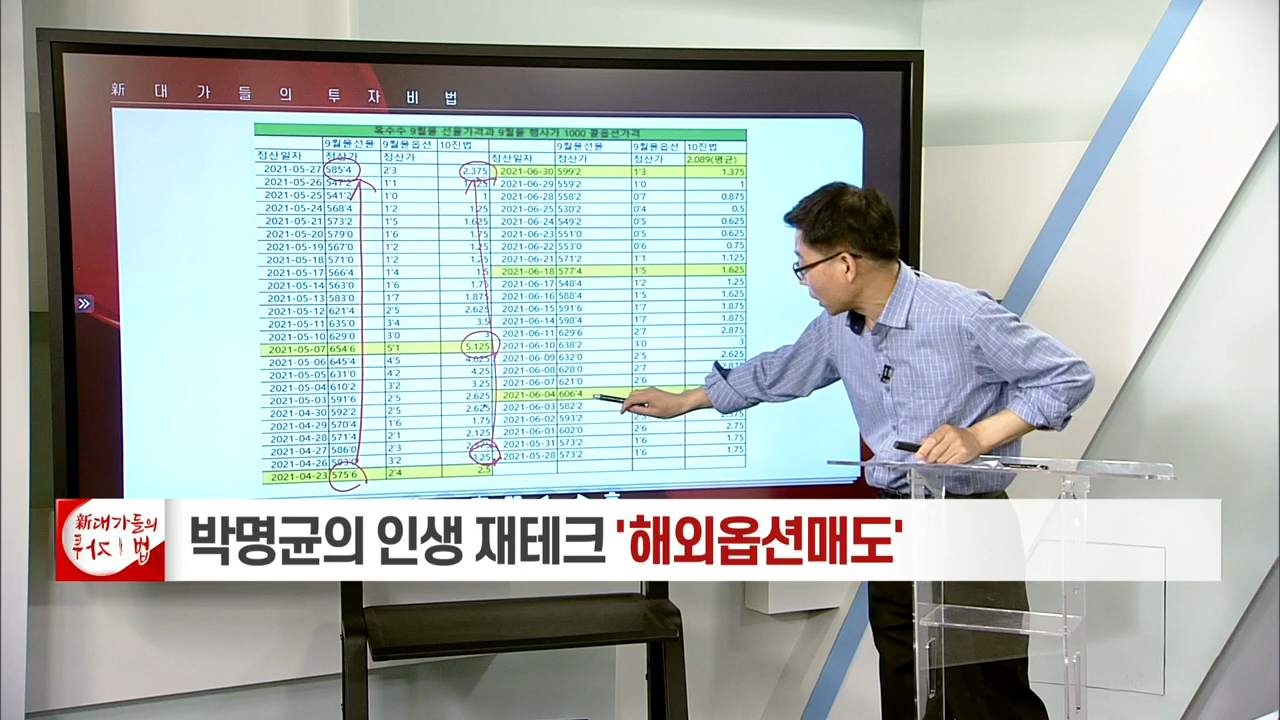 新 대 가 들 의 투 자 비 법
옥수수 9월물 선물가격과 9월물 행사가 1000 콜옵션가격
9월물선물 9월물옵션 10진법 9월물선물 9월물옵션 10진법
정산일자 정산가 정산가 정산일자 정산가 정산가 2.089(평균)
2021-05-27 585'4 2'3 2.375 2021-06-30 599'2 1'3 1.375
2021-05-26 547'2 1'1 2021-06-29 559'2 1'0 1
2021-05-25 541'2 1'0 1 2021-06-28 558'2 0'7 0.875
2021-05-24 568'4 1'2 1.25 2021-06-25 530'2 0'4 0.5
2021-05-21 573'2 1'5 1.625 2021-06-24 549'2 0'5 0.625
2021-05-20 579'0 1'6 1.75 2021-06-23 551'0 0'5 0.625
2021-05-19 567'0 1'2 1.25 2021-06-22 553'0 0'6 0.75
2021-05-18 571'0 1'2 1.25 2021-06-21 571'2 1'1 1.125
2021-05-17 566'4 1'4 1.5 2021-06-18 577'4 1'5 1.625
2021-05-14 563'0 1'6 1.75 2021-06-17 548'4 1'2 1.25
2021-05-13 583'0 1'7 1.875 2021-06-16 588'4 1'5 1.625
2021-05-12 621'4 2'5 2.625 2021-06-15 591'6 1'7 1.875
2021-05-11 635'0 3'4 3.5 2021-06-14 598'4 1'7 1.875
2021-05-10 629'0 3'0 3 2021-06-11 629'6 2'7 2.875
2021-05-07 654'6 5'1 5.125 2021-06-10 638'2 3'0 3
2021-05-06 645'4 4'5 4.625 2021-06-09 632'0 2'5 2.625
2021-05-05 631'0 4'2 4.25 2021-06-08 628'0 2'7
2021-05-04 610'2 3'2 3.25 2021-06-07 621'0 2'6
2021-05-03 591'6 2'5 2.625 2021-06-04 606'4
2021-04-30 592'2 2'5 2.625 2021-06-03 582'2
2021-04-29 570'4 1'6 1.75 2021-06-02 593'2 2.375
2021-04-28 571'4 2'1 2.125 2021-06-01 602'0 2'6 2.75
2021-04-27 586'0 2'3 2021-05-31 573'2 1'6 1.75
2021-04-26 593'0 3'2 3.25 2021-05-28 573'2 1'6 1.75
2021-04-23 575'6 2'4 2.5
新대가들의
투자비법
박명균의 인생 재테크 '해외옵션매도'